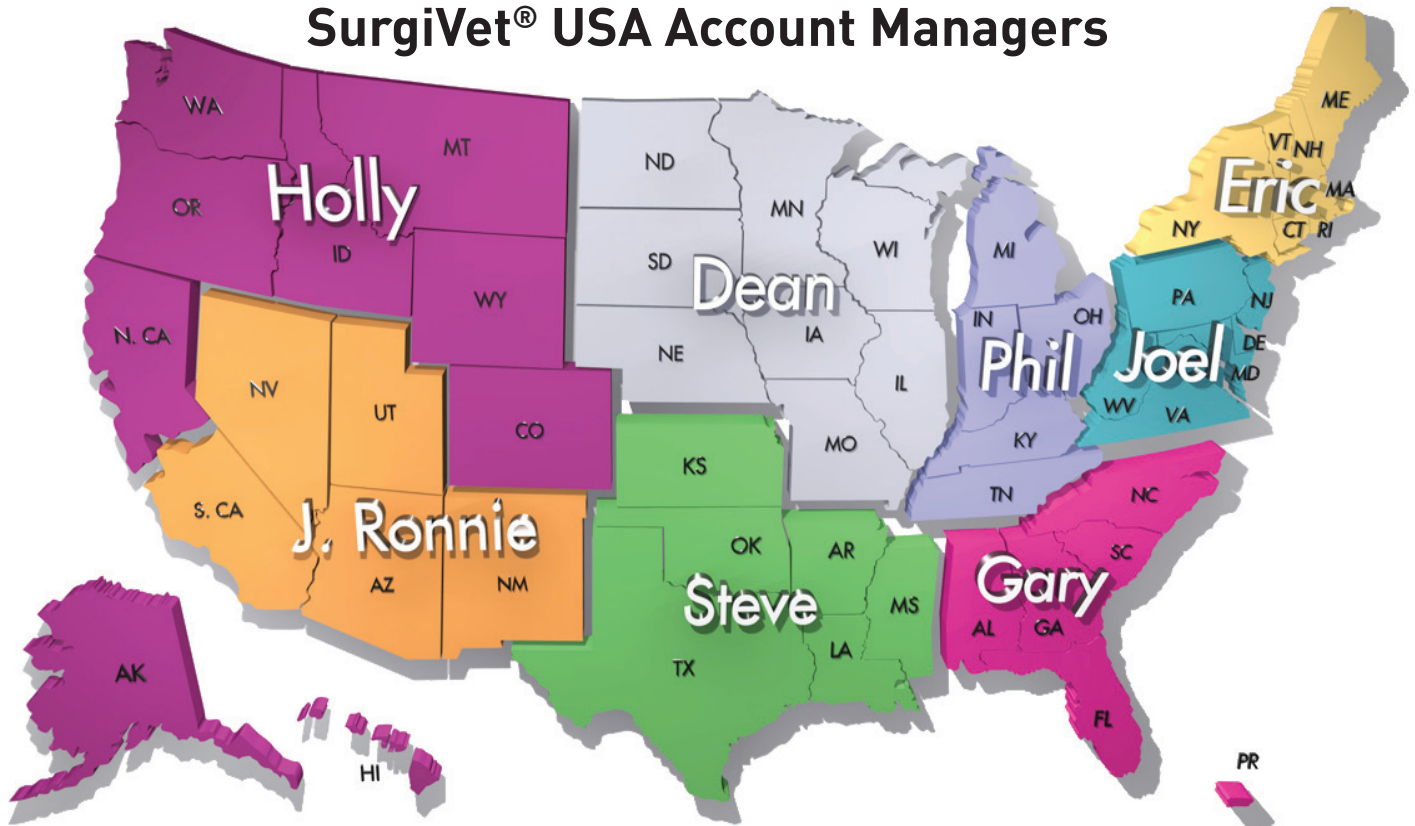 SurgiVet® USA Account Managers
WA
MT
ND
ME
VT
NH
Holly
OR
ID
MN
Eric
MA
NY
CT
RI
WI
MI
SD
Dean
WY
PA
NJ
N. CA
IN
OH
IA
DE
NE
Phil
Joel
MD
NV
UT
IL
WV
VA
CO
MO
KY
KS
TN
NC
S. CA
J. Ronnie
OK
AR
SC
AZ
NM
Steve
MS
Gary
AL
GA
LA
TX
AK
FL
HI
PR